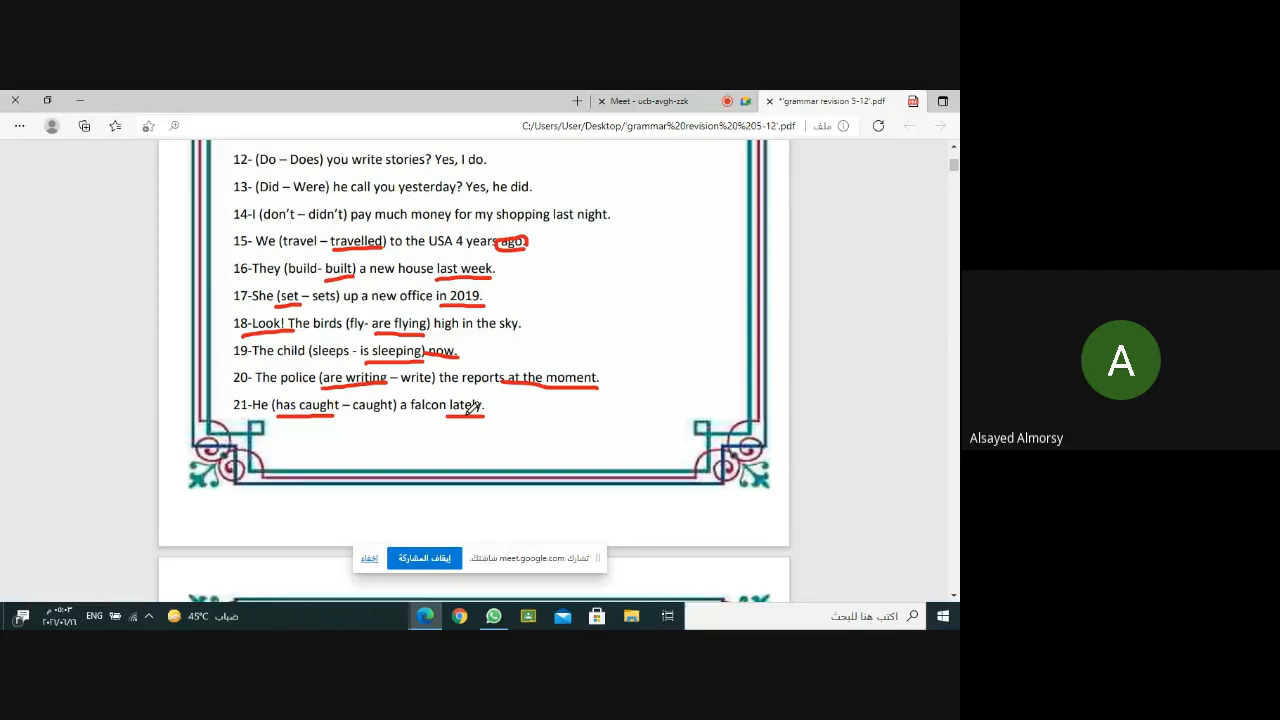 Meet - ucb-avgh-zzk
*'grammar revision 5-12'.pdf
C:/Users/User/Desktop/'grammar%20revision%20%205-12'.pdf
ملف
12- (Do – Does) you write stories? Yes, I do.
13- (Did – Were) he call you yesterday? Yes, he did.
14-I (don't – didn't) pay much money for my shopping last night.
15- We (travel – travelled) to the USA 4 years ago.
16-They (build- built) a new house last week.
17-She (set – sets) up a new office in 2019.
18-Look! The birds (fly- are flying) high in the sky.
19-The child (sleeps - is sleeping) now.
20- The police (are writing – write) the reports at the moment.
21-He (has caught – caught) a falcon lately.
A
Alsayed Almorsy
تشارك meet.google.com شاشتك.
إيقاف المشاركة
إخفاء
ENG
45°C ضباب
اكتب هنا للبحث